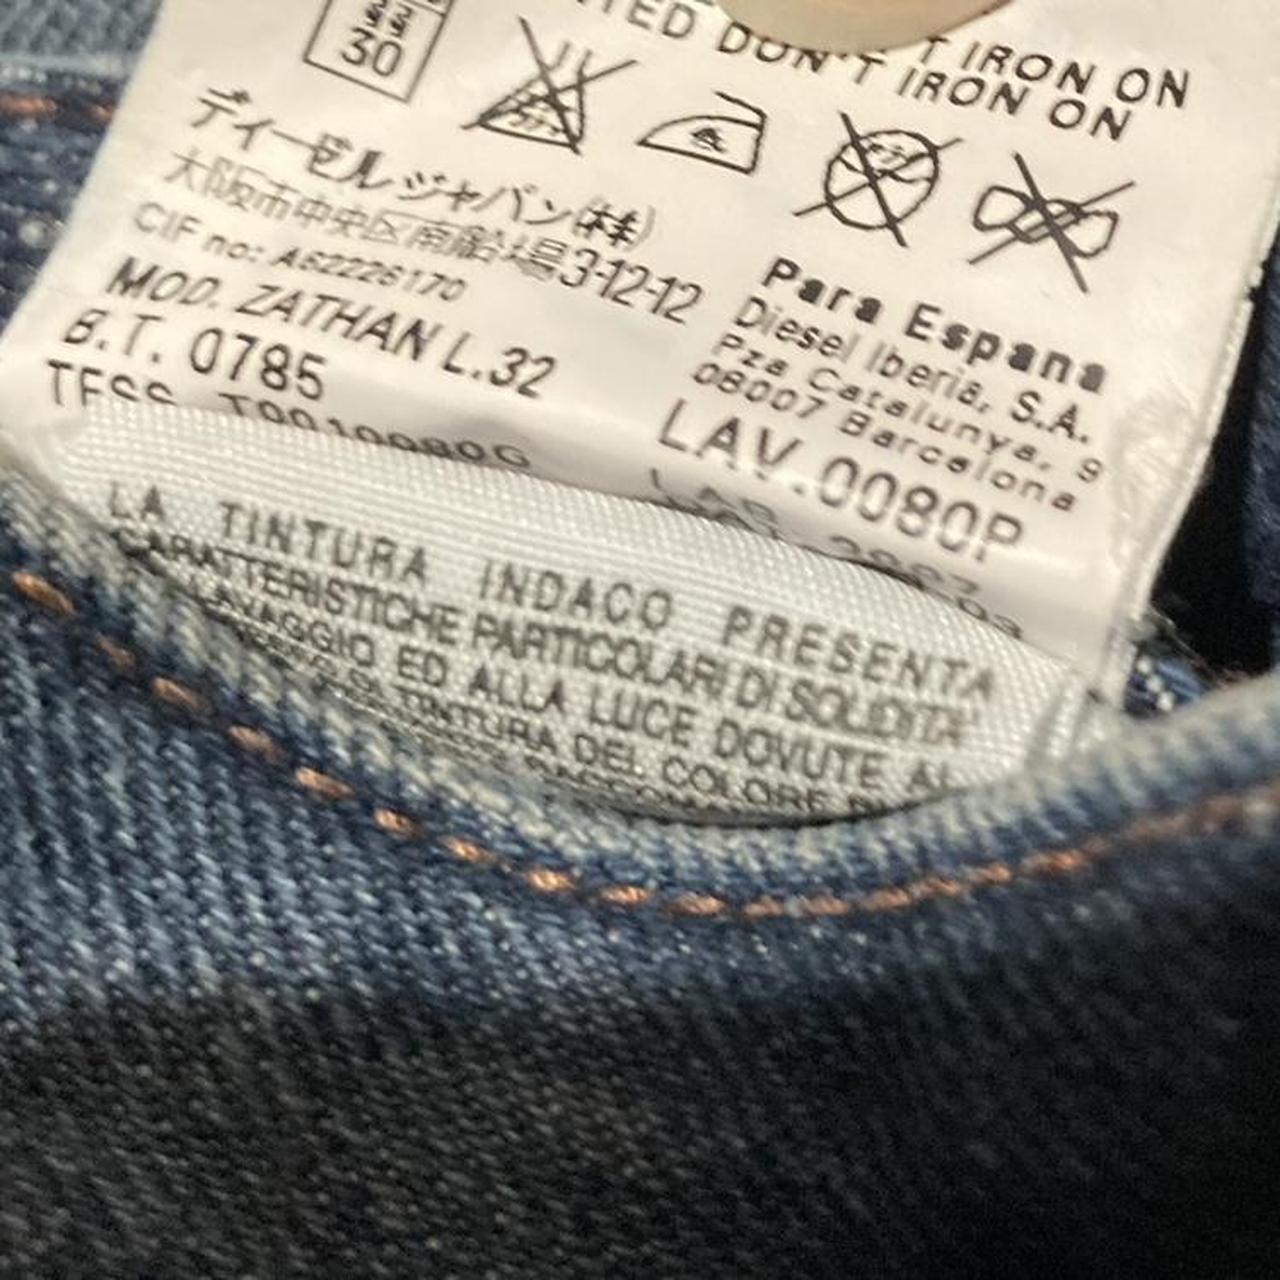 30
DON'T IRON ON
IRON ON
ディーゼルジャパン(株)
大阪市中央区南船場3-12-12
CIF no: A62226170
MOD. ZATHAN L.32
B.T. 0785
TESS. T9010080G
Para Espana
Diesel Iberia, S.A.
Pza Catalunya, 9
08007 Barcelona
LAV.0080P
LA TINTURA INDACO PRESENTA
CARATTERISTICHE PARTICOLARI DI SOLIDITA'
LAVAGGIO ED ALLA LUCE DOVUTE AL
TINTURA DEL COLORE